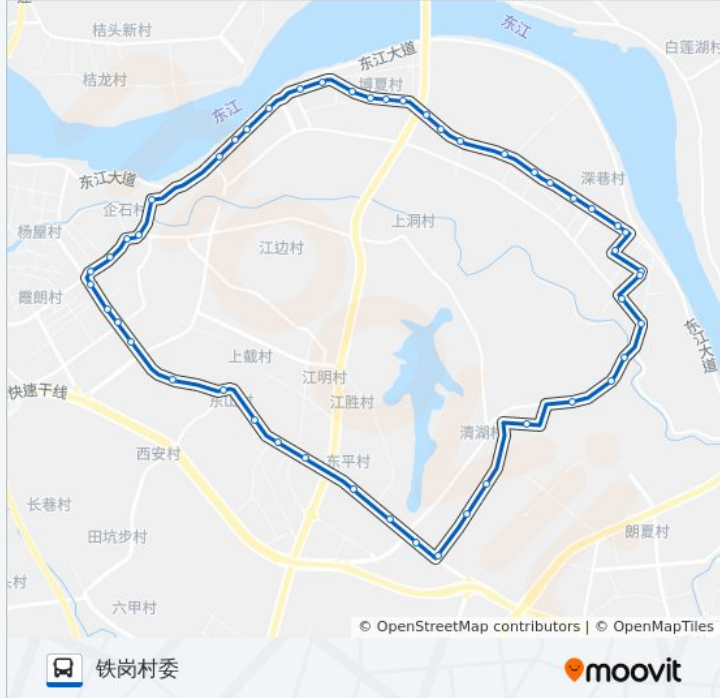 桔头新村
东江
东江大道
白莲湖村
桔龙村
博夏村
东江
东江大道
深巷村
企石村
杨屋村
上洞村
江边村
霞朗村
东江大道
上截村
江明村
快速干线
江胜村
清湖村
西安村
东平村
长巷村
朗夏村
田坑步村
六甲村
© OpenStreetMap contributors | © OpenMapTiles
铁岗村委
moovit